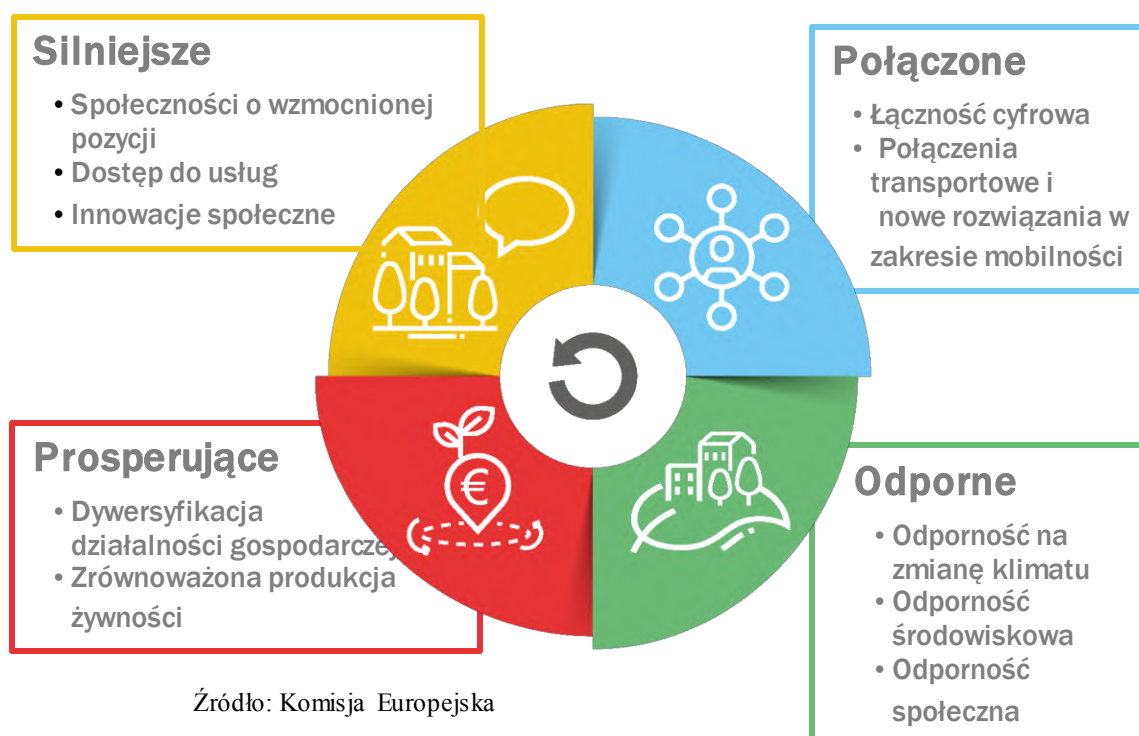 Silniejsze
• Społeczności o wzmocnionej
pozycji
• Dostęp do usług
• Innowacje społeczne
Połączone
• Łączność cyfrowa
• Połączenia
transportowe i
nowe rozwiązania w
zakresie mobilności
Prosperujące
• Dywersyfikacja
działalności gospodarczej
• Zrównoważona produkcja
żywności
€
Odporne
• Odporność na
zmianę klimatu
• Odporność
środowiskowa
• Odporność
społeczna
Źródło: Komisja Europejska